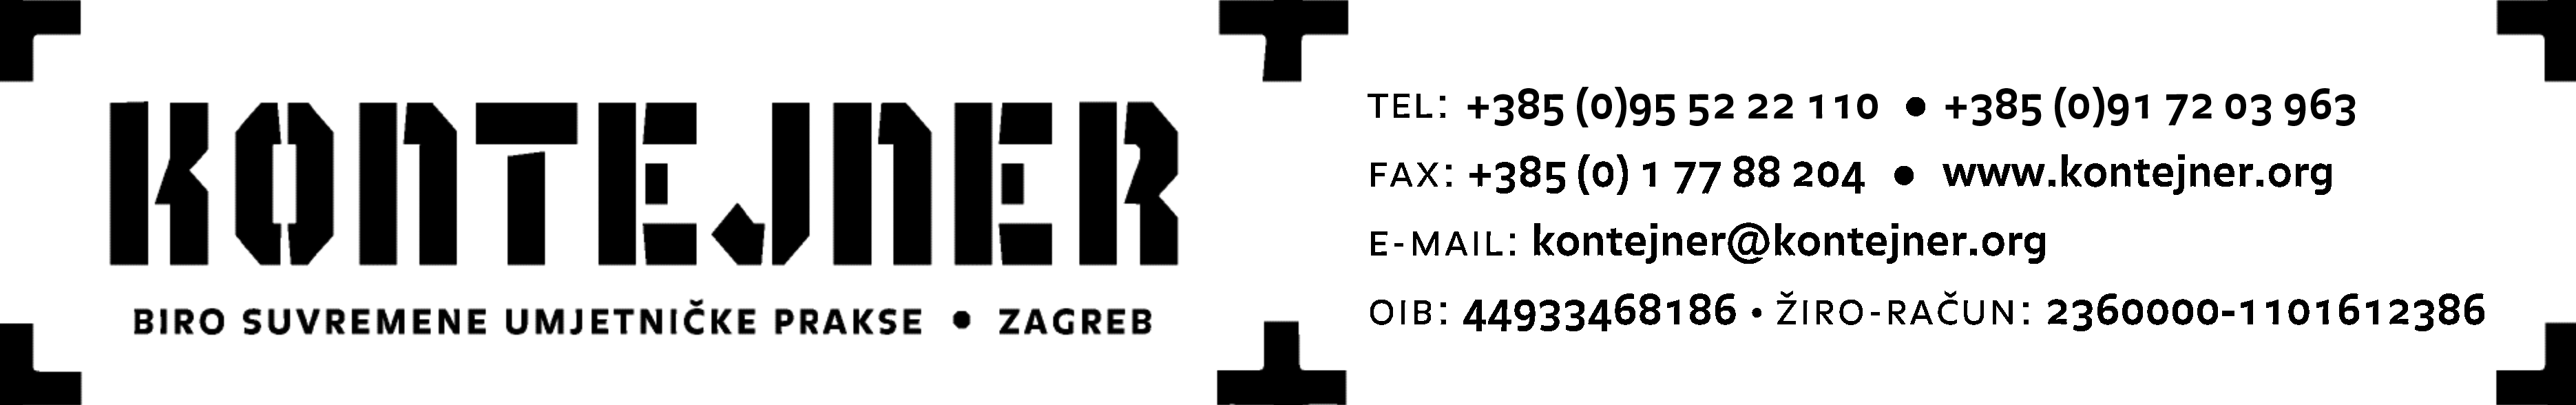 KONTEJNER
BIRO SUVREMENE UMJETNIČKE PRAKSE • ZAGREB
TEL: +385 (0)95 52 22 110 • +385 (0)91 72 03 963
FAX: +385 (0) 1 77 88 204 • www.kontejner.org
E-MAIL: kontejner@kontejner.org
OIB: 44933468186 • ŽIRO-RAČUN: 2360000-1101612386